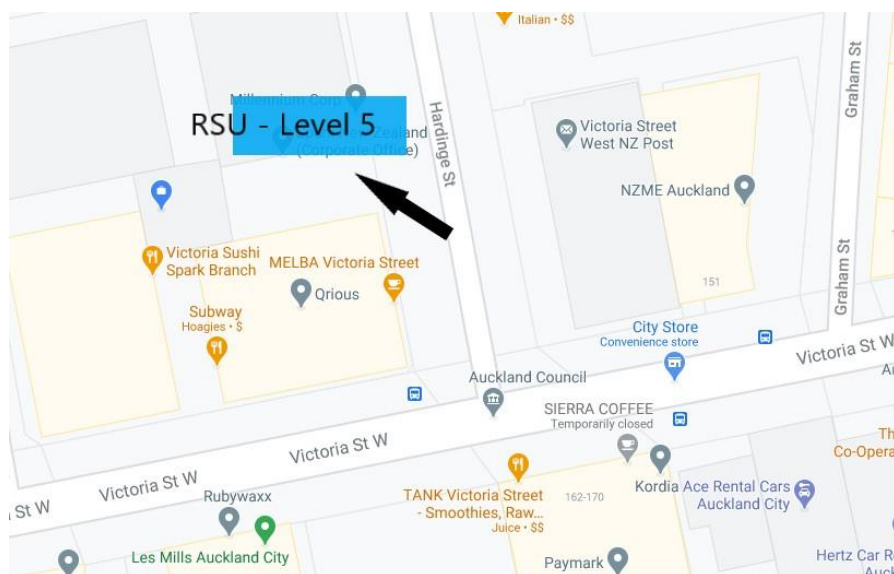 Italian • $$
Graham St
Millennium Corp
RSU - Level 5
Zealand
(Corporate Office)
Hardinge St
Victoria Street
West NZ Post
NZME Auckland
Victoria Sushi
Spark Branch
MELBA Victoria Street
Qrious
151
Graham St
Subway
Hoagies • $
City Store
Convenience store
Victoria St W
Auckland Council
SIERRA COFFEE
Temporarily closed
Victoria St W
Victoria St W
St W
Rubywaxx
TANK Victoria Street
- Smoothies, Raw...
Juice • $$
162-170
Kordia
Ace Rental Cars
Auckland City
Co-Opera
Les Mills Auckland City
Paymark
Hertz Car R